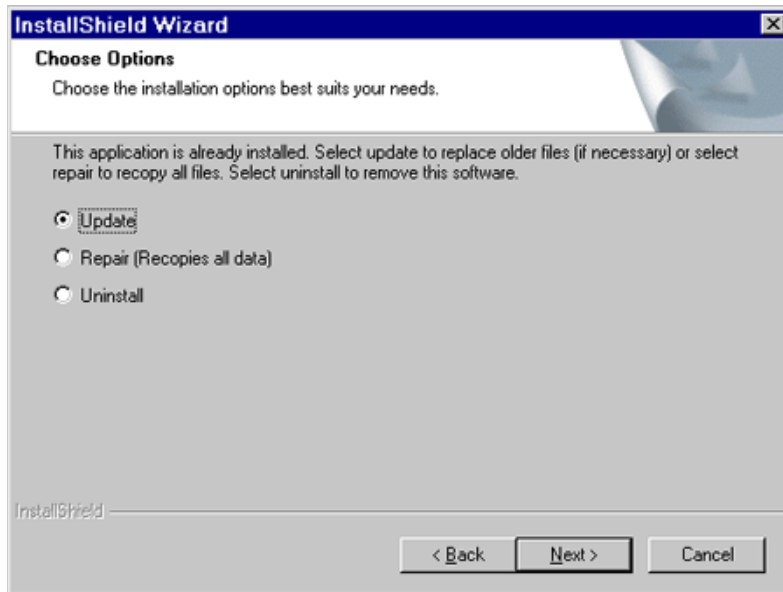 InstallShield Wizard
Choose Options
Choose the installation options best suits your needs.
This application is already installed. Select update to replace older files (if necessary) or select
repair to recopy all files. Select uninstall to remove this software.
Update
Repair (Recopies all data)
Uninstall
InstallShield
< Back Next > Cancel